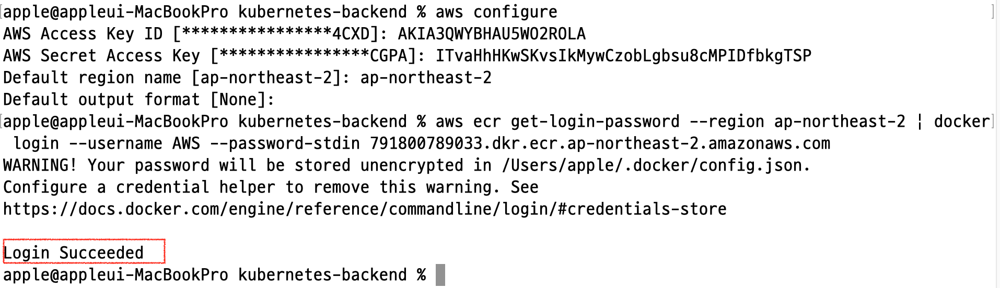 apple@appleui-MacBookPro kubernetes-backend % aws configure
AWS Access Key ID [****************4CXD]: AKIA3QWYBHAU5WO2ROLA
AWS Secret Access Key [****************CGPA]: 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
Default region name [ap-northeast-2]: ap-northeast-2
Default output format [None]:
apple@appleui-MacBookPro kubernetes-backend % aws ecr get-login-password --region ap-northeast-2 | docker
login --username AWS --password-stdin 791800789033.dkr.ecr.ap-northeast-2.amazonaws.com
WARNING! Your password will be stored unencrypted in /Users/apple/.docker/config.json.
Configure a credential helper to remove this warning. See
https://docs.docker.com/engine/reference/commandline/login/#credentials-store
Login Succeeded
apple@appleui-MacBookPro kubernetes-backend %